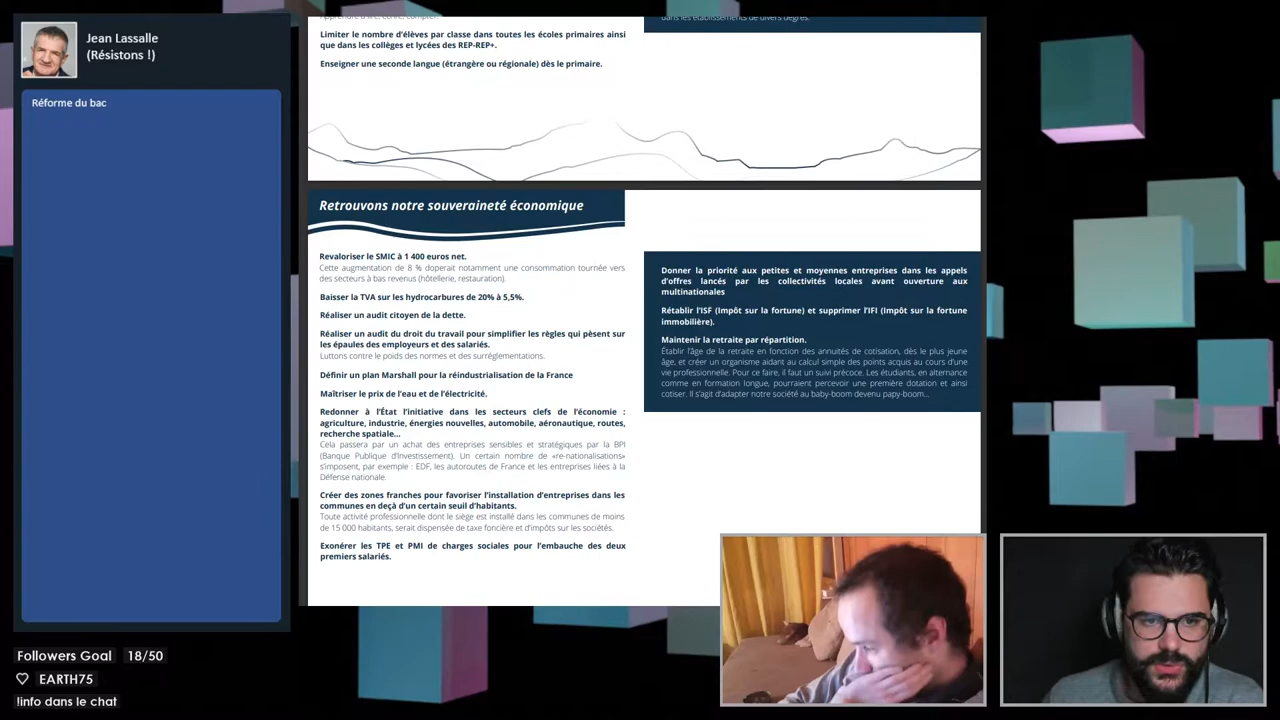 Jean Lassalle
(Résistons !)
Réforme du bac
Followers Goal 18/50
EARTH75
!info dans le chat
Apprendre à lire, écrire, compter.
Limiter le nombre d'élèves par classe dans toutes les écoles primaires ainsi
que dans les collèges et lycées des REP-REP+.
Enseigner une seconde langue (étrangère ou régionale) dès le primaire.
dans les établissements de divers degrés.
Retrouvons notre souveraineté économique
Revaloriser le SMIC à 1 400 euros net.
Cette augmentation de 8 % doperait notamment une consommation tournée vers
des secteurs à bas revenus (hôtellerie, restauration).
Baisser la TVA sur les hydrocarbures de 20% à 5,5%.
Réaliser un audit citoyen de la dette.
Réaliser un audit du droit du travail pour simplifier les règles qui pèsent sur
les épaules des employeurs et des salariés.
Luttons contre le poids des normes et des surréglementations.
Définir un plan Marshall pour la réindustrialisation de la France
Maîtriser le prix de l'eau et de l'électricité.
Redonner à l'État l'initiative dans les secteurs clefs de l'économie :
agriculture, industrie, énergies nouvelles, automobile, aéronautique, routes,
recherche spatiale...
Cela passera par un achat des entreprises sensibles et stratégiques par la BPI
(Banque Publique d'Investissement). Un certain nombre de «re-nationalisations»
s'imposent, par exemple : EDF, les autoroutes de France et les entreprises liées à la
Défense nationale.
Créer des zones franches pour favoriser l'installation d'entreprises dans les
communes en deçà d'un certain seuil d'habitants.
Toute activité professionnelle dont le siège est installé dans les communes de moins
de 15 000 habitants, serait dispensée de taxe foncière et d'impôts sur les sociétés.
Exonérer les TPE et PMI de charges sociales pour l'embauche des deux
premiers salariés.
Donner la priorité aux petites et moyennes entreprises dans les appels
d'offres lancés par les collectivités locales avant ouverture aux
multinationales
Rétablir l'ISF (Impôt sur la fortune) et supprimer l'IFI (Impôt sur la fortune
immobilière).
Maintenir la retraite par répartition.
Établir l'âge de la retraite en fonction des annuités de cotisation, dès le plus jeune
âge, et créer un organisme aidant au calcul simple des points acquis au cours d'une
vie professionnelle. Pour ce faire, il faut un suivi précoce. Les étudiants, en alternance
comme en formation longue, pourraient percevoir une première dotation et ainsi
cotiser. Il s'agit d'adapter notre société au baby-boom devenu papy-boom...